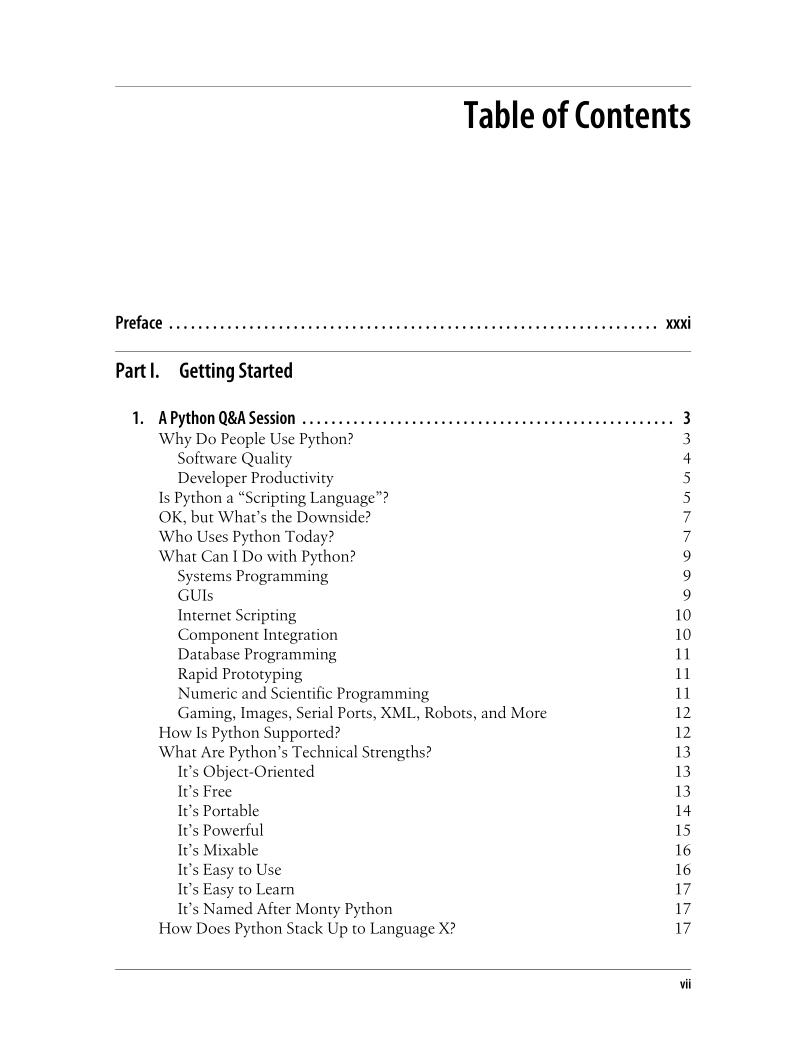 Table of Contents
Preface . . . . . . . . . . . . . . . . . . . . . . . . . . . . . . . . . . . . . . . . . . . . . . . . . . . . . . . . . . . . . . . . . . . xxxi
Part I. Getting Started
1. A Python Q&A Session . . . . . . . . . . . . . . . . . . . . . . . . . . . . . . . . . . . . . . . . . . . . . . . . . . . 3
Why Do People Use Python? 3
Software Quality 4
Developer Productivity 5
Is Python a “Scripting Language”? 5
OK, but What’s the Downside? 7
Who Uses Python Today? 7
What Can I Do with Python? 9
Systems Programming 9
GUIs 9
Internet Scripting 10
Component Integration 10
Database Programming 11
Rapid Prototyping 11
Numeric and Scientific Programming 11
Gaming, Images, Serial Ports, XML, Robots, and More 12
How Is Python Supported? 12
What Are Python’s Technical Strengths? 13
It’s Object-Oriented 13
It’s Free 13
It’s Portable 14
It’s Powerful 15
It’s Mixable 16
It’s Easy to Use 16
It’s Easy to Learn 17
It’s Named After Monty Python 17
How Does Python Stack Up to Language X? 17
vii